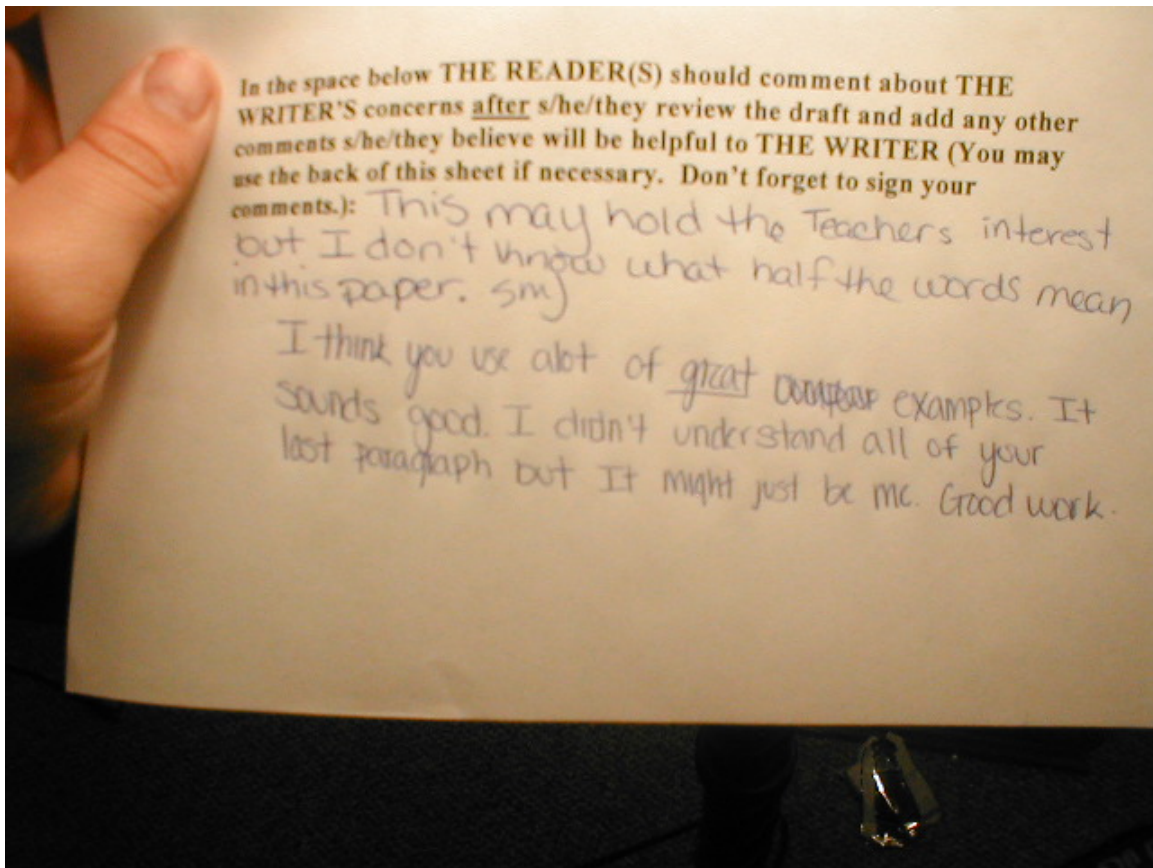 In the space below THE READER(S) should comment about THE
WRITER'S concerns after s/he/they review the draft and add any other
comments s/he/they believe will be helpful to THE WRITER (You may
use the back of this sheet if necessary.  Don't forget to sign your
comments.): This may hold the Teachers interest
but I don't know what half the words mean
in this paper. smj
I think you use alot of great examples. It
sounds good. I didn't understand all of your
last paragraph but It might just be me. Good work.